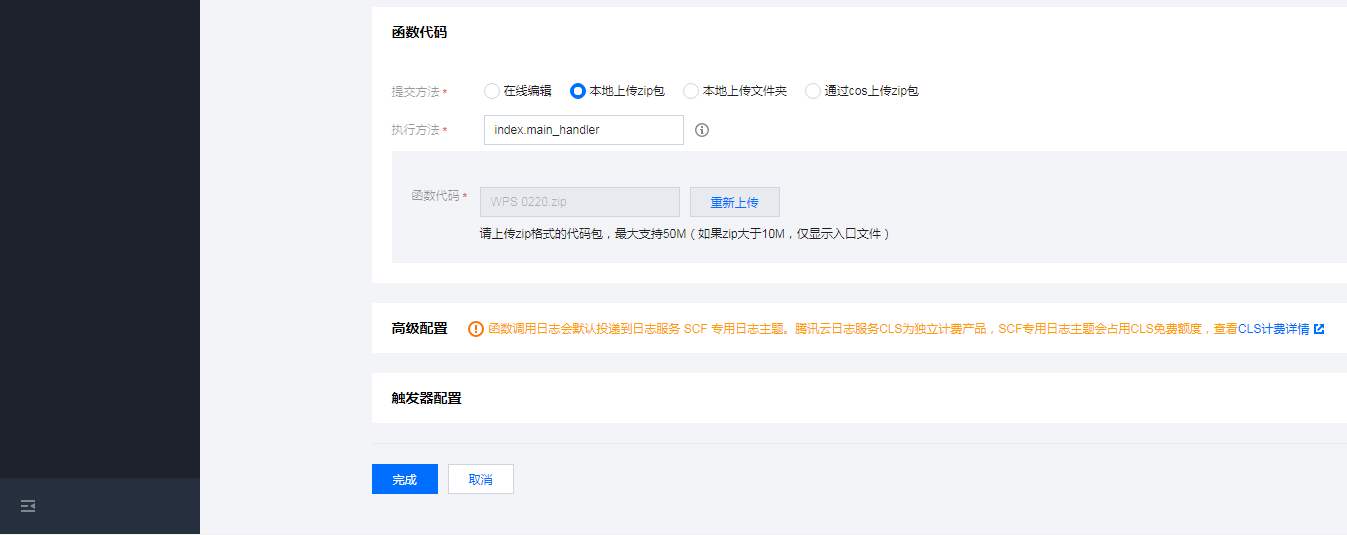 函数代码
提交方法 * 在线编辑 本地上传zip包 本地上传文件夹 通过cos上传zip包
执行方法 * index.main_handler
函数代码 * WPS 0220.zip 重新上传
请上传zip格式的代码包，最大支持50M（如果zip大于10M，仅显示入口文件）
高级配置 函数调用日志会默认投递到日志服务 SCF 专用日志主题。腾讯云日志服务CLS为独立计费产品，SCF专用日志主题会占用CLS免费额度，查看CLS计费详情
触发器配置
完成 取消